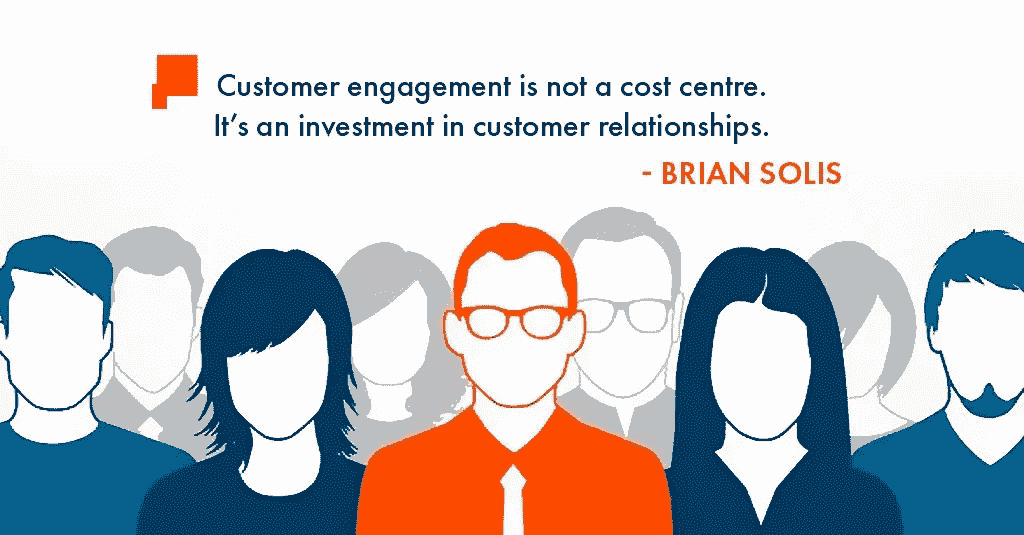 Customer engagement is not a cost centre.
It's an investment in customer relationships.
- BRIAN SOLIS